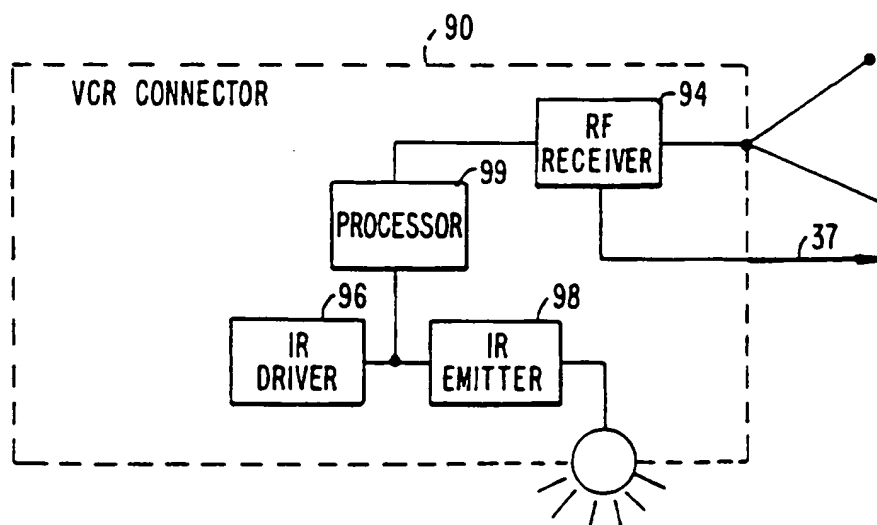 90
VCR CONNECTOR
94
RF
RECEIVER
99
PROCESSOR
37
96
98
IR
DRIVER
IR
EMITTER